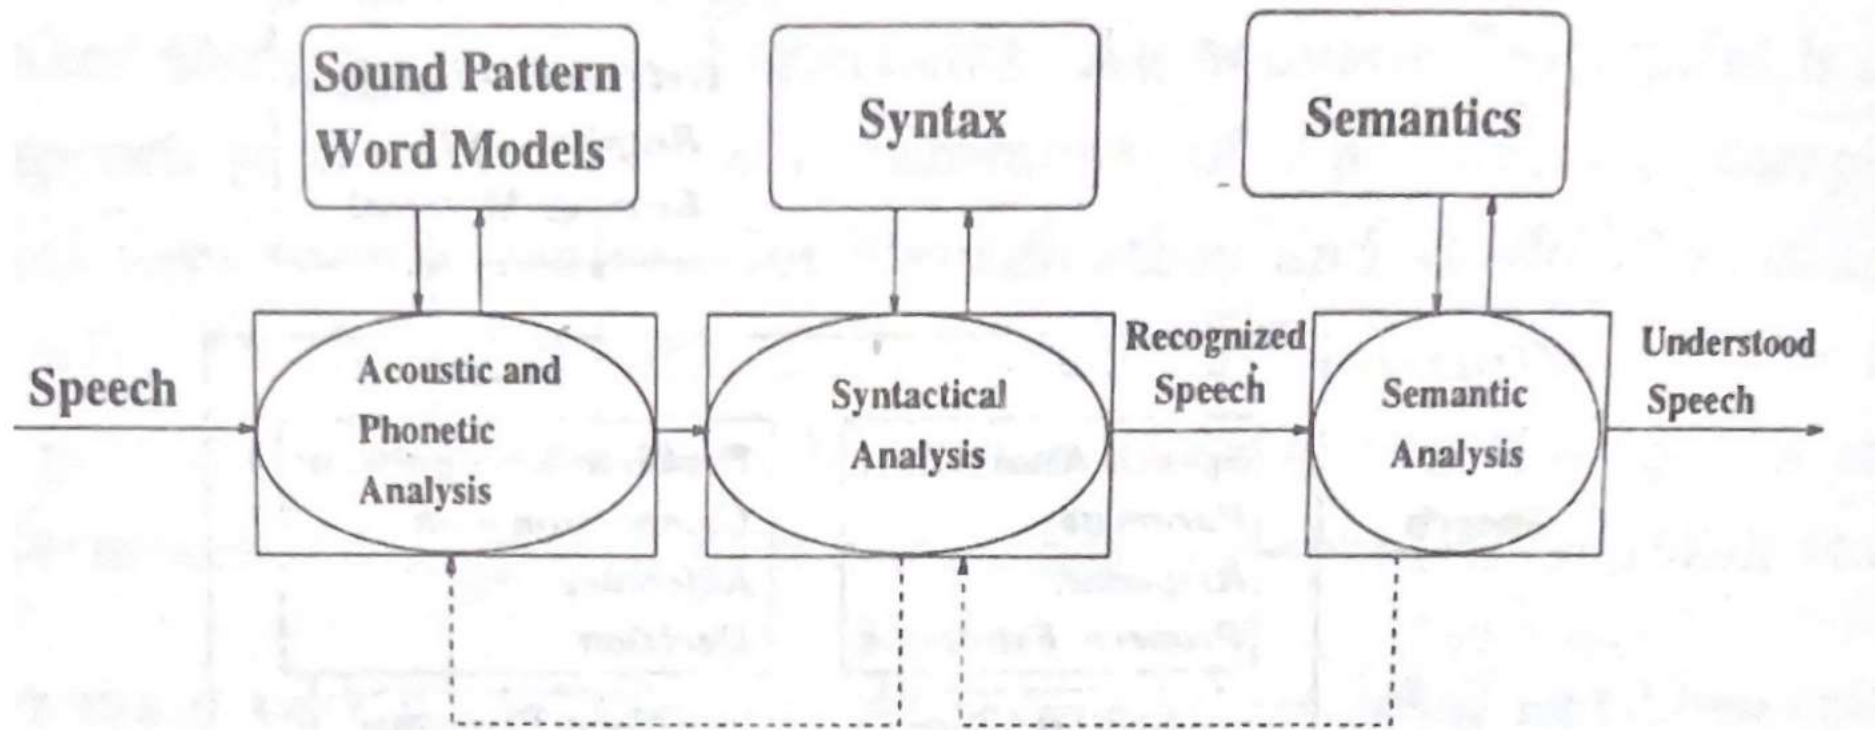 Sound Pattern
Word Models
Syntax
Semantics
Speech
Acoustic and
Phonetic
Analysis
Syntactical
Analysis
Recognized
Speech
Semantic
Analysis
Understood
Speech